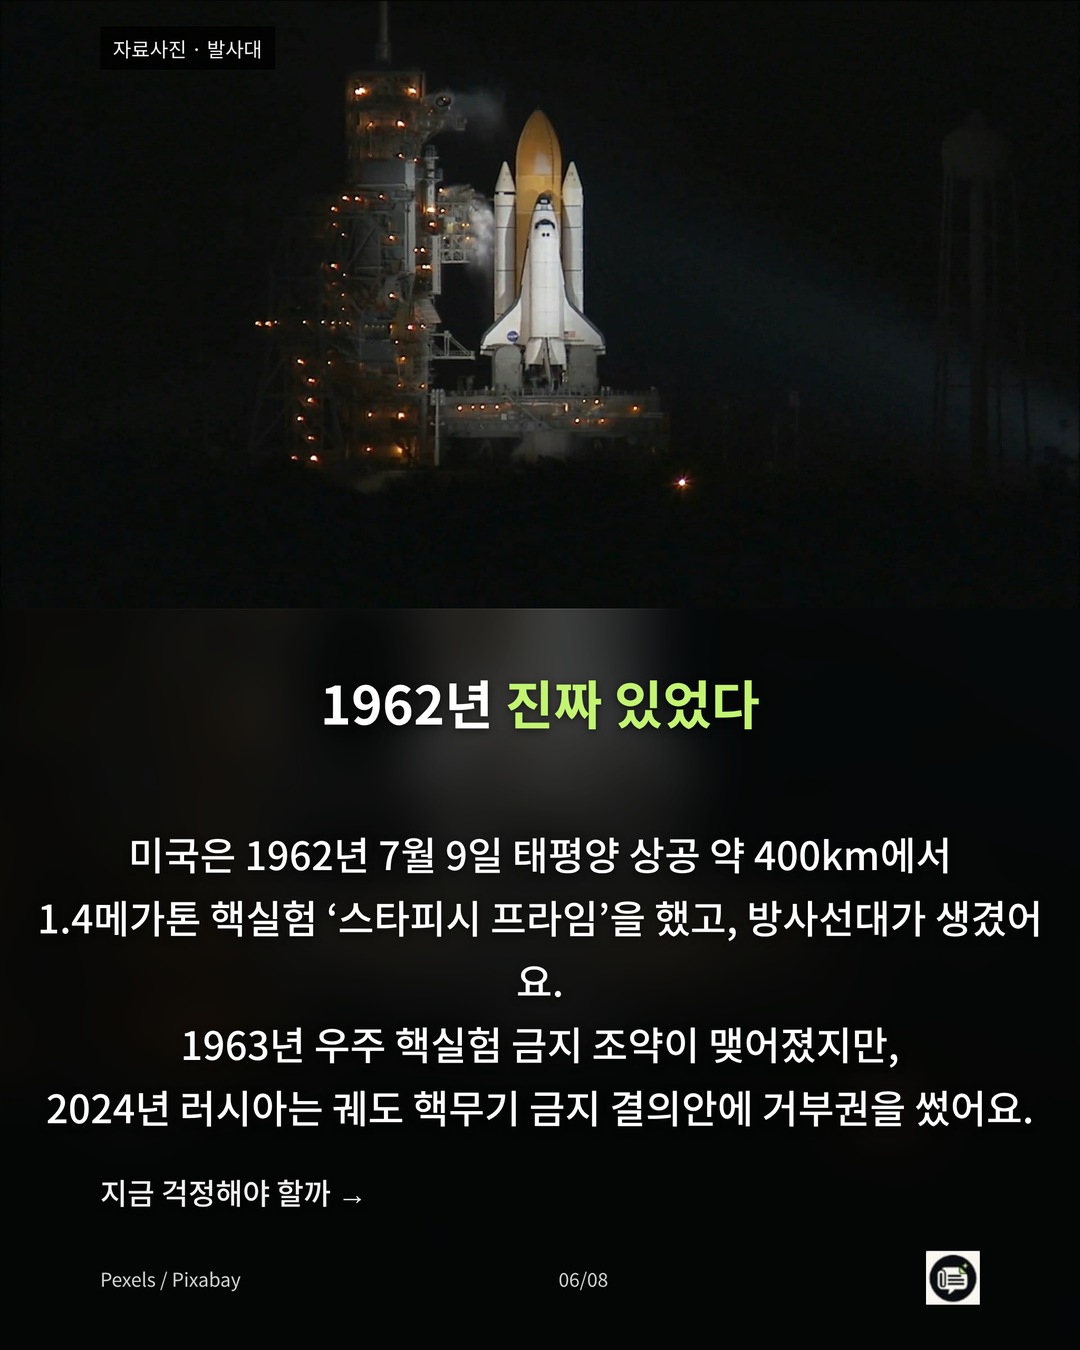 자료사진 · 발사대
1962년 진짜 있었다
미국은 1962년 7월 9일 태평양 상공 약 400km에서
1.4메가톤 핵실험 ‘스타피시 프라임’을 했고, 방사선대가 생겼어
요.
1963년 우주 핵실험 금지 조약이 맺어졌지만,
2024년 러시아는 궤도 핵무기 금지 결의안에 거부권을 썼어요.
지금 걱정해야 할까 →
Pexels / Pixabay
06/08